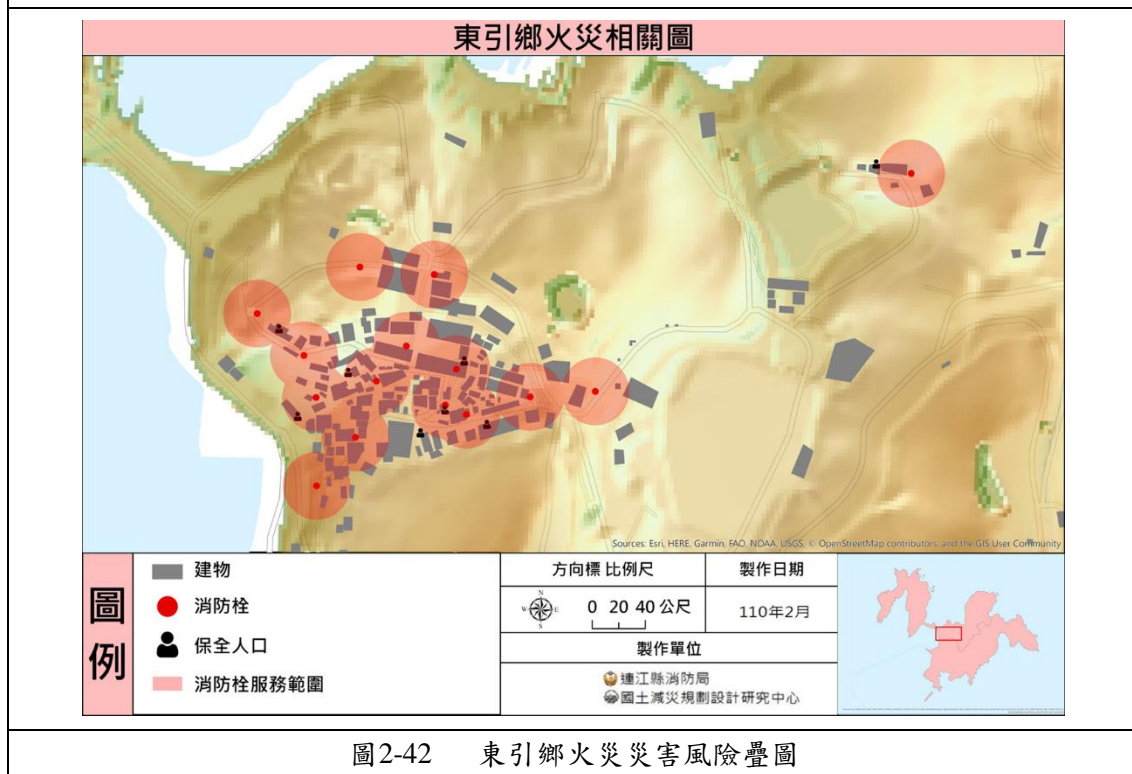 東引鄉火災相關圖
Sources: Esri, HERE, Garmin, FAO, NOAA, USGS, © OpenStreetMap contributors, and the GIS User Community
圖例
建物
消防栓
保全人口
消防栓服務範圍
方向標 比例尺
N
W E
S
0 20 40 公尺
製作日期
110年2月
製作單位
連江縣消防局
國土減災規劃設計研究中心
圖2-42 東引鄉火災災害風險疊圖